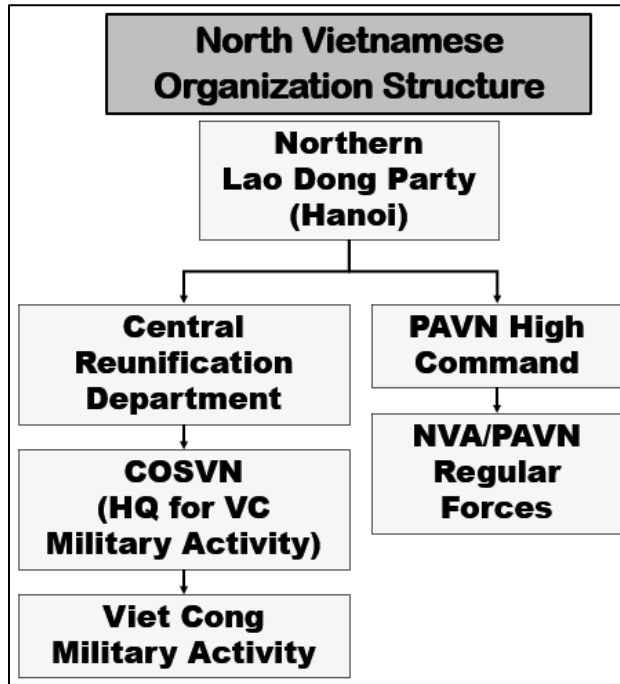 North Vietnamese
Organization Structure
Northern
Lao Dong Party
(Hanoi)
Central
Reunification
Department
PAVN High
Command
COSVN
(HQ for VC
Military Activity)
NVA/PAVN
Regular
Forces
Viet Cong
Military Activity